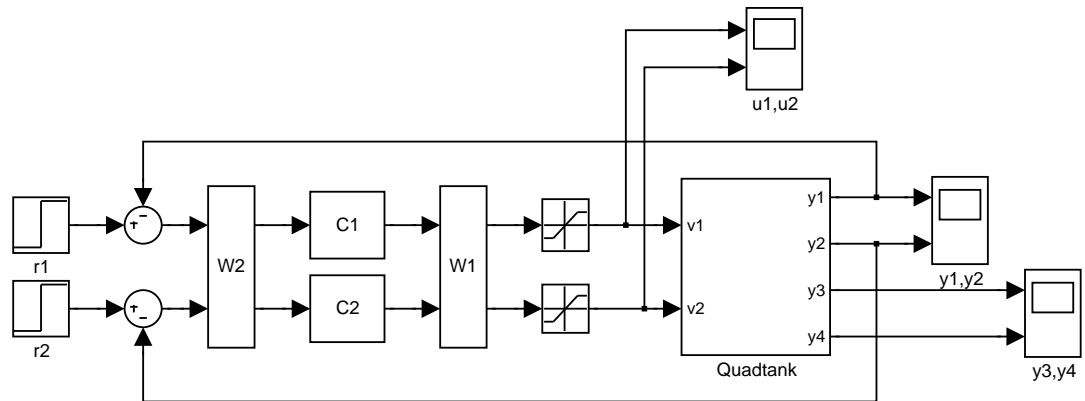 u1,u2
r1
r2
+
−
+
−
W2
C1
C2
W1
v1
v2
y1
y2
y3
y4
Quadtank
y1,y2
y3,y4